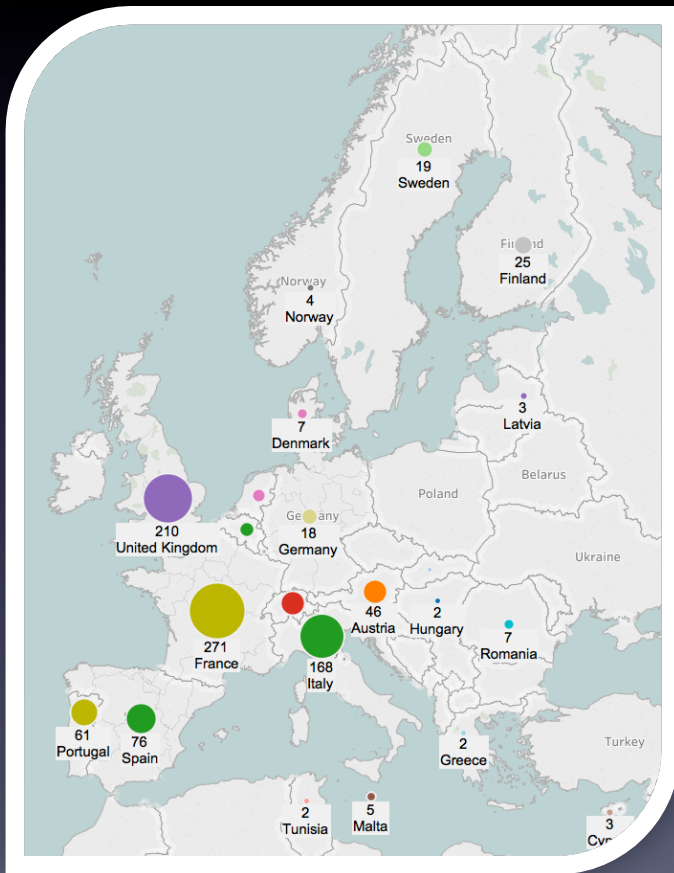 Sweden
19
Sweden
25
Finland
Norway
4
Norway
3
Latvia
7
Denmark
Belarus
Poland
210
United Kingdom
18
Germany
Ukraine
46
Austria
2
Hungary
7
Romania
271
France
168
Italy
61
Portugal
76
Spain
2
Greece
Turkey
2
Tunisia
5
Malta
3